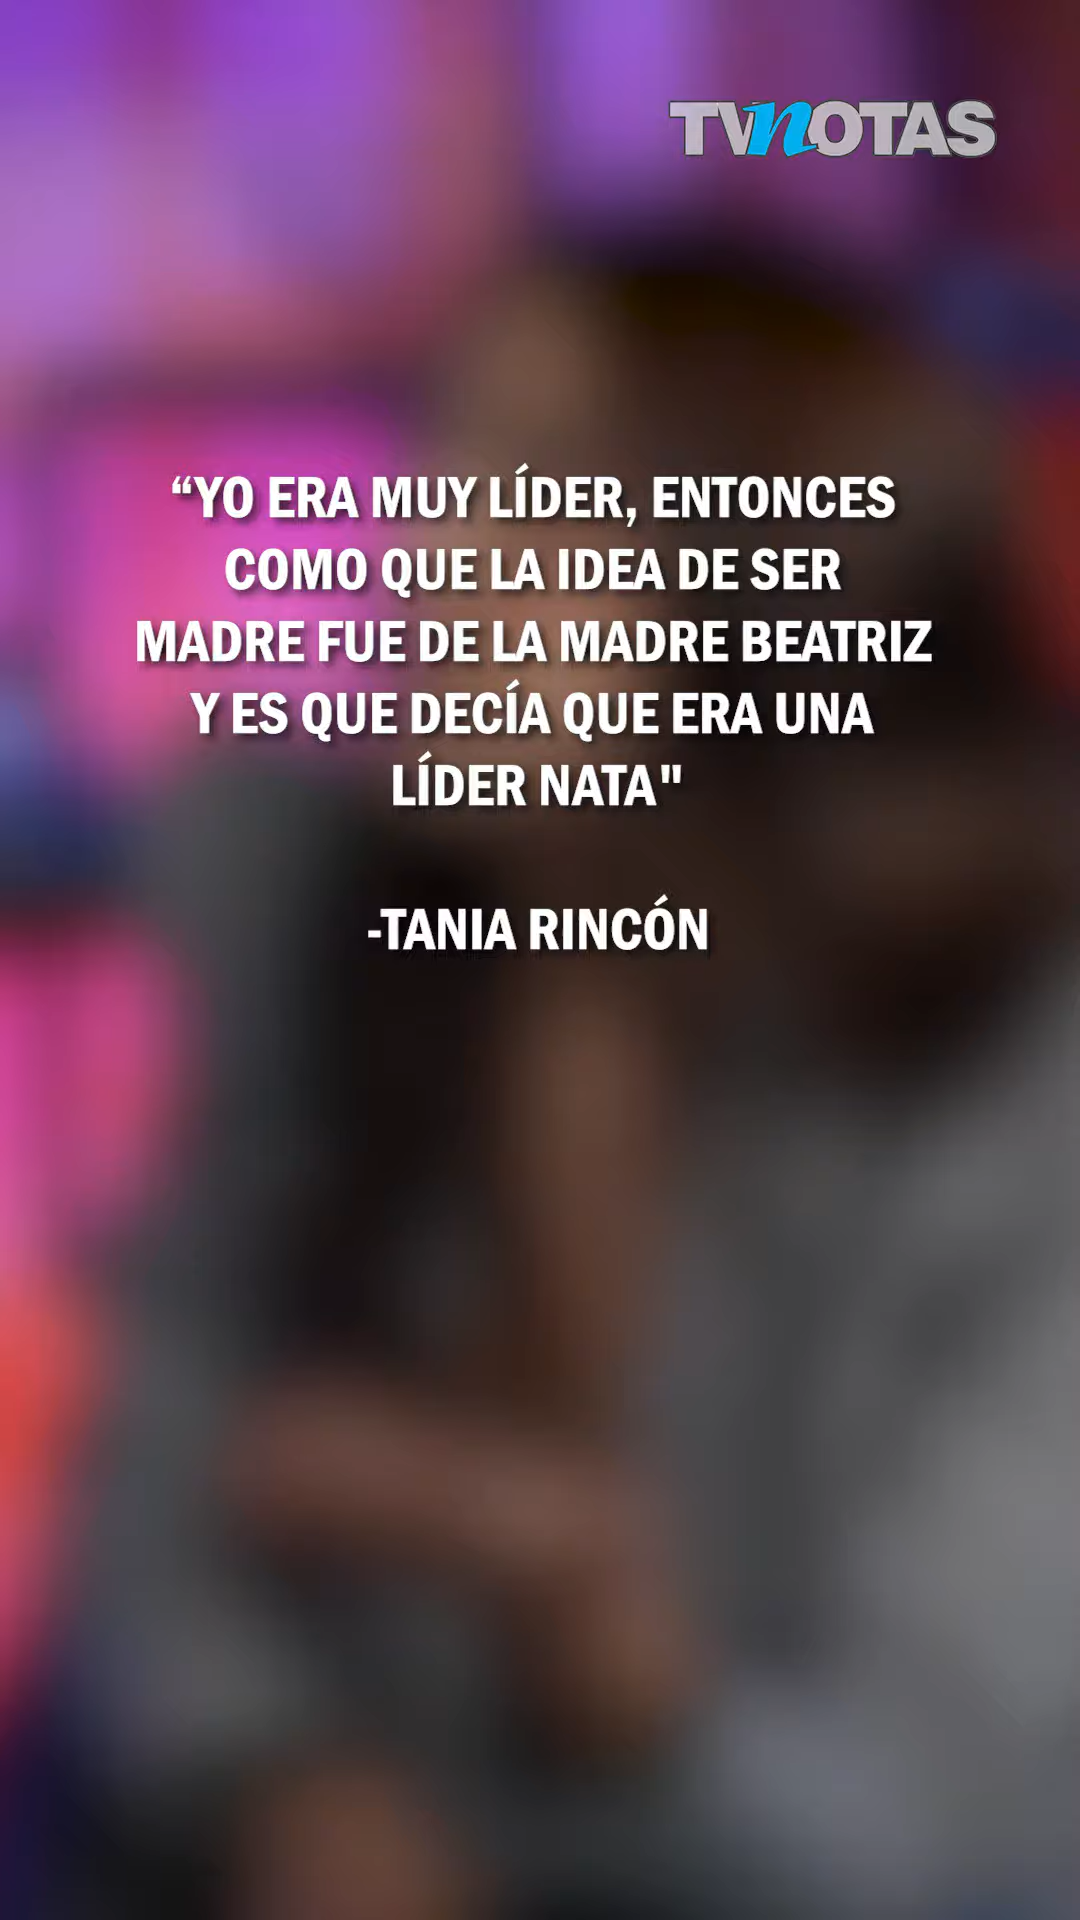 TVnOTAS
“YO ERA MUY LÍDER, ENTONCES
COMO QUE LA IDEA DE SER
MADRE FUE DE LA MADRE BEATRIZ
Y ES QUE DECÍA QUE ERA UNA
LÍDER NATA"
-TANIA RINCÓN